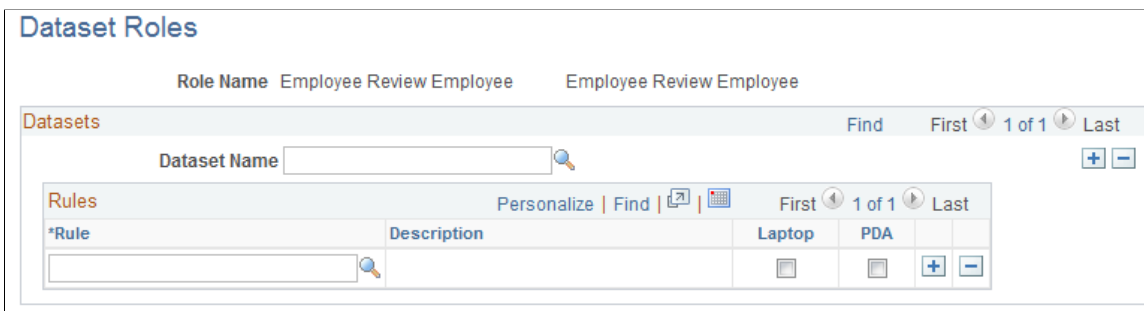 Dataset Roles
Role Name Employee Review Employee Employee Review Employee
Datasets Find First 1 of 1 Last
Dataset Name
Rules Personalize | Find | | First 1 of 1 Last
*Rule Description Laptop PDA